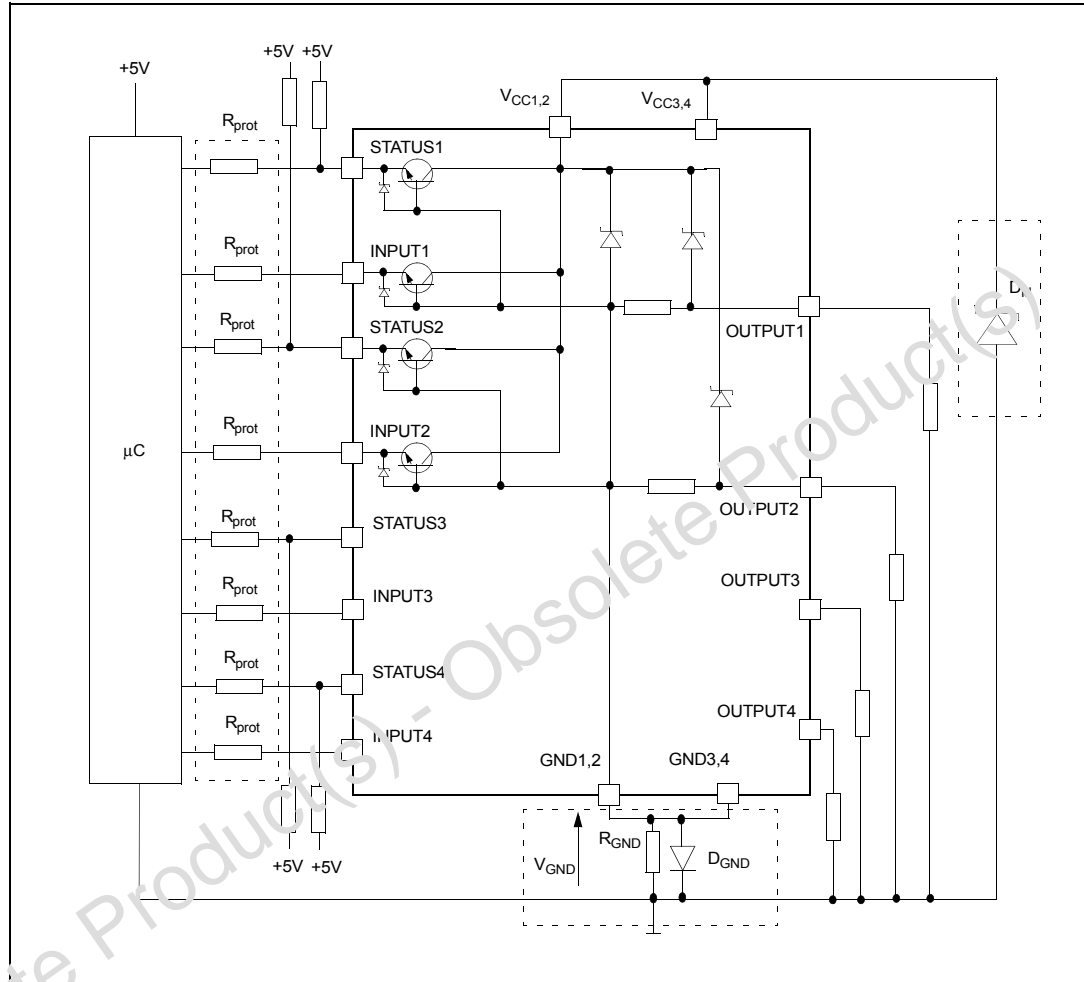 +5V +5V
+5V
VCC1,2
VCC3,4
Rprot
STATUS1
Rprot
INPUT1
Rprot
STATUS2
OUTPUT1
Rprot
INPUT2
μC
OUTPUT2
Rprot
STATUS3
Rprot
INPUT3
OUTPUT3
Rprot
STATUS4
Rprot
INPUT4
OUTPUT4
GND1,2
GND3,4
+5V +5V
VGND
RGND
DGND
Product(s) - Obsolete Product(s)